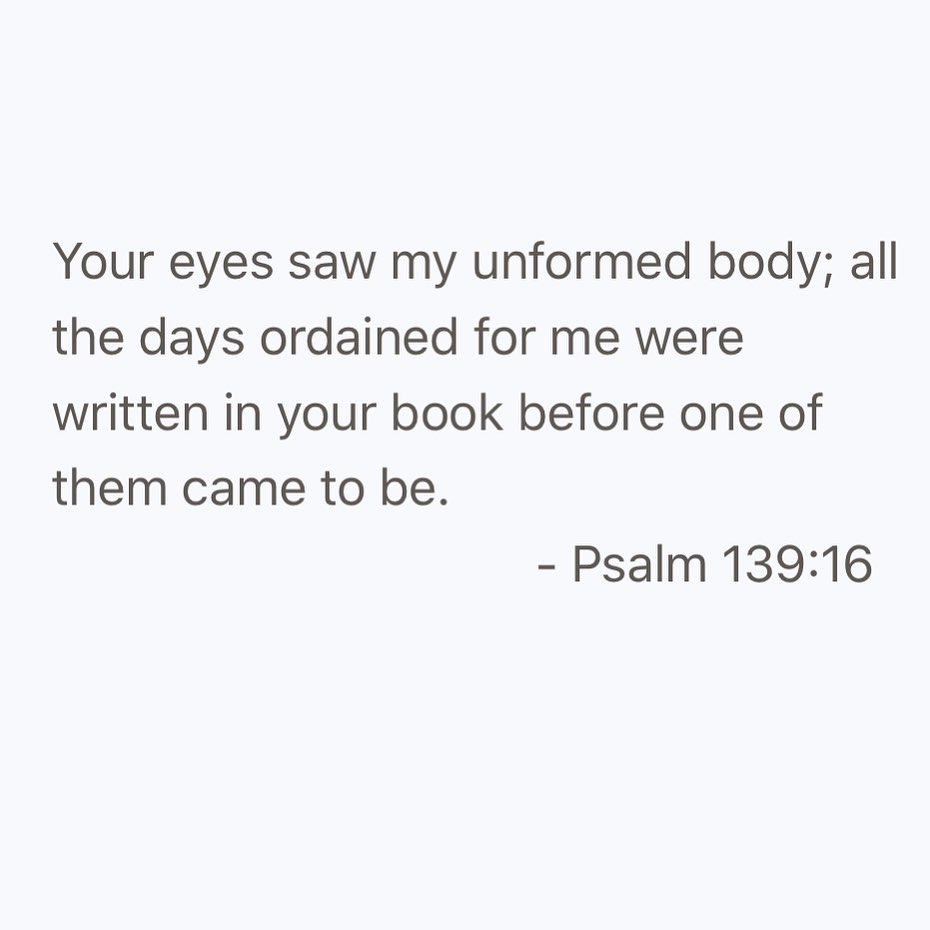 Your eyes saw my unformed body; all
the days ordained for me were
written in your book before one of
them came to be.
- Psalm 139:16